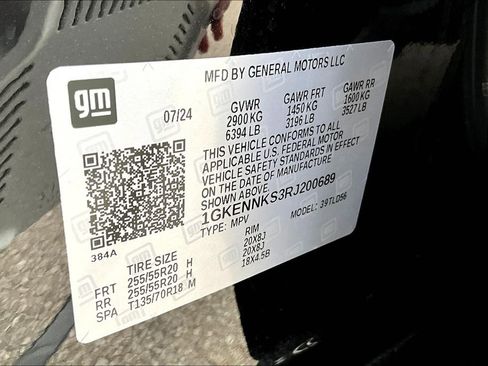 gm
MFD BY GENERAL MOTORS LLC
07/24
GVWR GAWR FRT GAWR RR
2900 KG 1450 KG 1600 KG
6394 LB 3196 LB 3527 LB
THIS VEHICLE CONFORMS TO ALL
APPLICABLE U.S. FEDERAL MOTOR
VEHICLE SAFETY STANDARDS IN EFFECT
ON THE DATE OF MANUFACTURE
SHOWN ABOVE.
1GKENNKS3RJ200689
TYPE: MPV MODEL: 39TLD56
384A
TIRE SIZE RIM
FRT 255/55R20 H 20X8J
RR 255/55R20 H 20X8J
SPA T135/70R18 M 18X4.5B